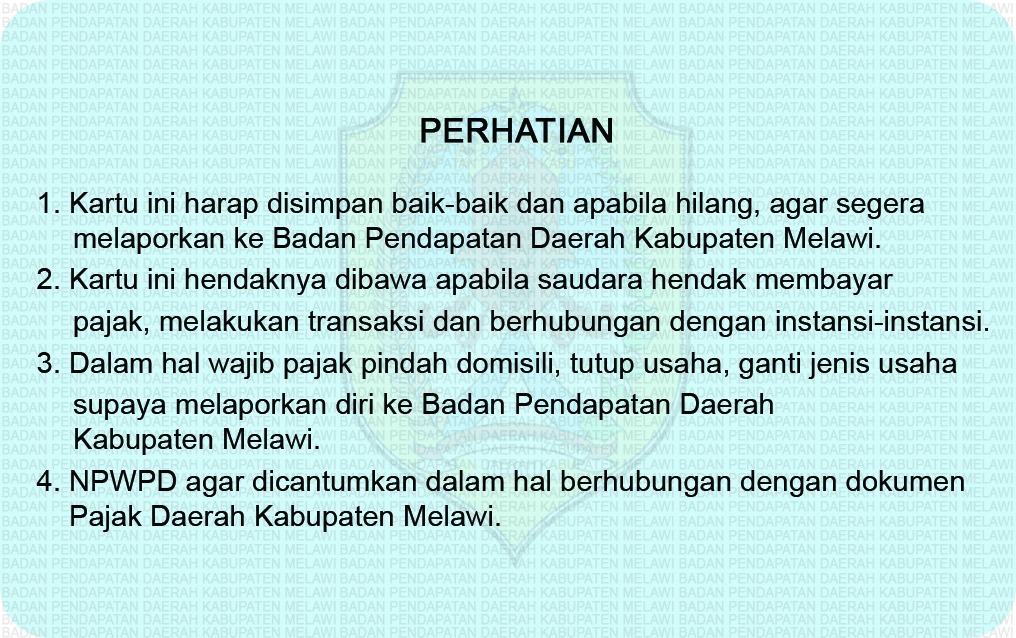 PERHATIAN
1. Kartu ini harap disimpan baik-baik dan apabila hilang, agar segera
melaporkan ke Badan Pendapatan Daerah Kabupaten Melawi.
2. Kartu ini hendaknya dibawa apabila saudara hendak membayar
pajak, melakukan transaksi dan berhubungan dengan instansi-instansi.
3. Dalam hal wajib pajak pindah domisili, tutup usaha, ganti jenis usaha
supaya melaporkan diri ke Badan Pendapatan Daerah
Kabupaten Melawi.
4. NPWPD agar dicantumkan dalam hal berhubungan dengan dokumen
Pajak Daerah Kabupaten Melawi.